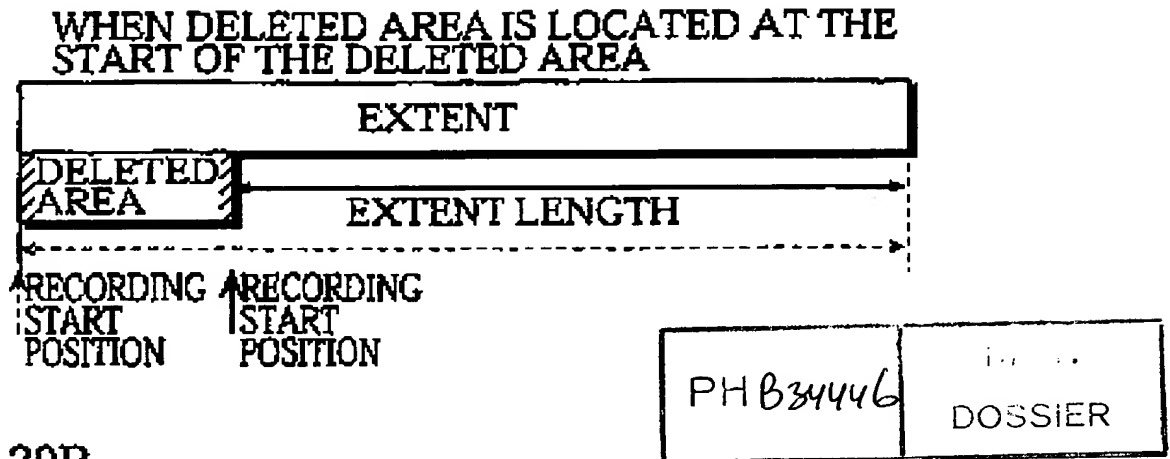 WHEN DELETED AREA IS LOCATED AT THE
START OF THE DELETED AREA
EXTENT
DELETED
AREA
EXTENT LENGTH
RECORDING
START
POSITION
RECORDING
START
POSITION
PHB34446
DOSSIER